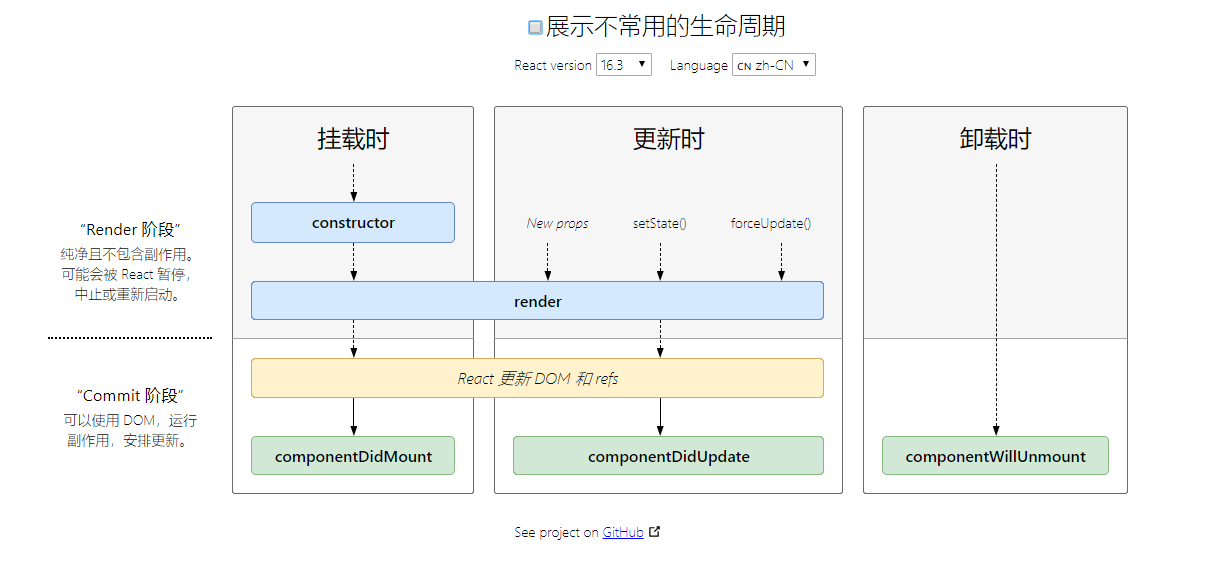 展示不常用的生命周期
React version 16.3 Language CN zh-CN
挂载时
更新时
卸载时
“Render 阶段”
纯净且不包含副作用。
可能会被 React 暂停，
中止或重新启动。
constructor
New props
setState()
forceUpdate()
render
“Commit 阶段”
可以使用 DOM，运行
副作用，安排更新。
React 更新 DOM 和 refs
componentDidMount
componentDidUpdate
componentWillUnmount
See project on GitHub